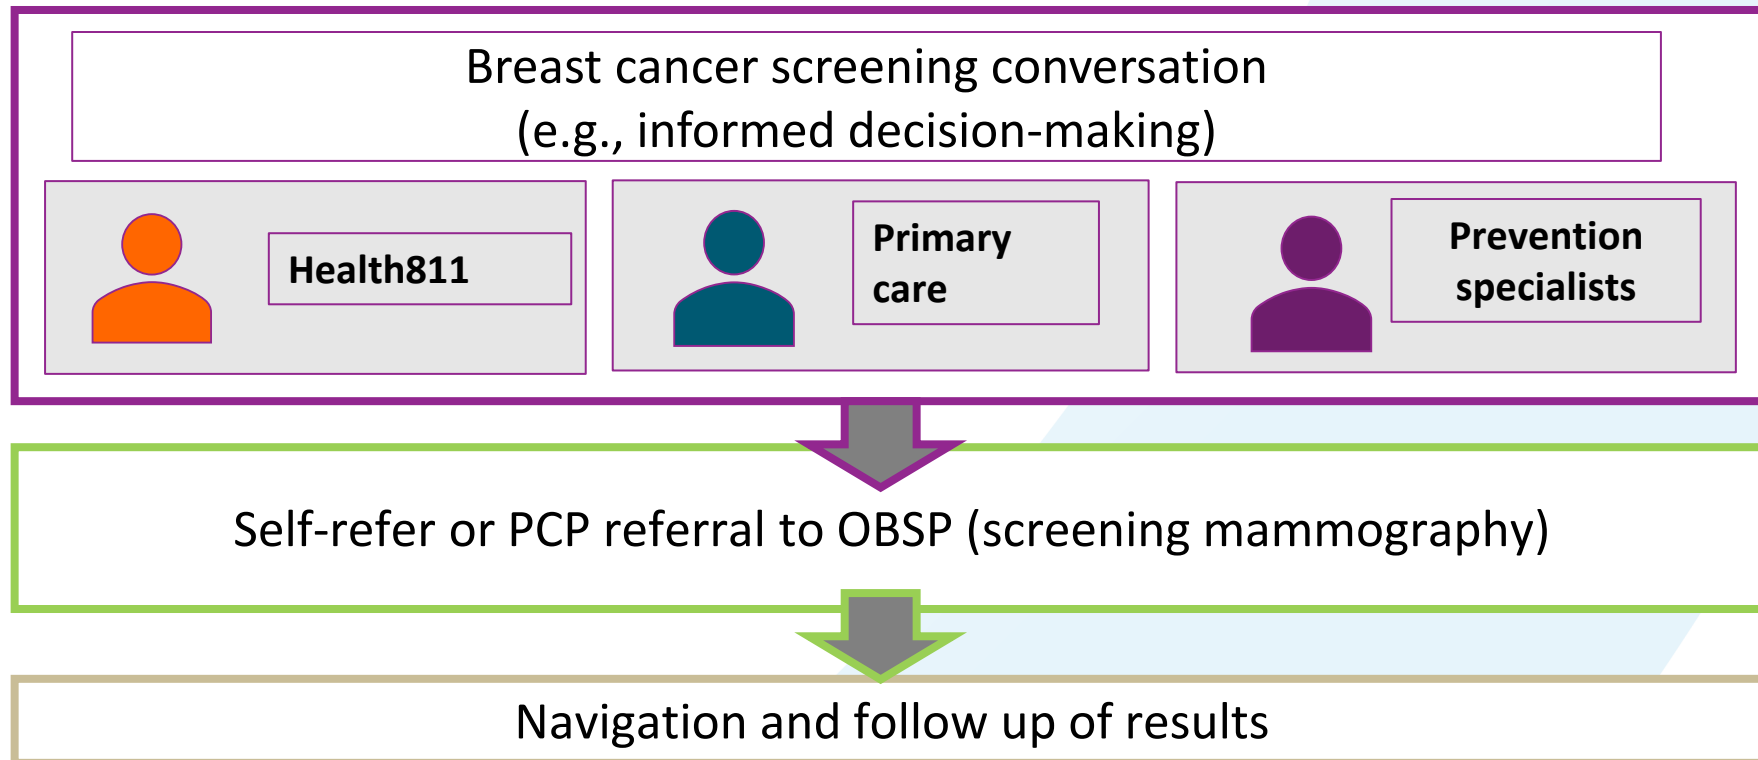 Breast cancer screening conversation
(e.g., informed decision-making)
Health811
Primary
care
Prevention
specialists
Self-refer or PCP referral to OBSP (screening mammography)
Navigation and follow up of results